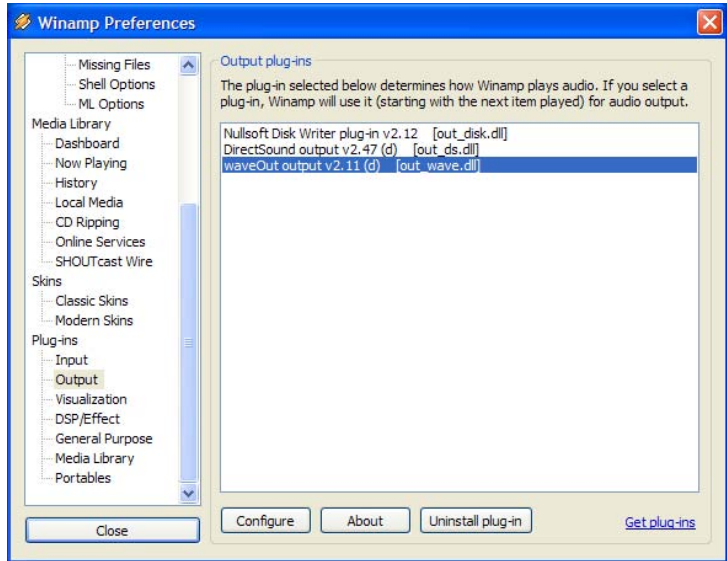 Winamp Preferences
Missing Files
Shell Options
ML Options
Media Library
Dashboard
Now Playing
History
Local Media
CD Ripping
Online Services
SHOUTcast Wire
Skins
Classic Skins
Modern Skins
Plug-ins
Input
Output
Visualization
DSP/Effect
General Purpose
Media Library
Portables
Close
Output plug-ins
The plug-in selected below determines how Winamp plays audio. If you select a
plug-in, Winamp will use it (starting with the next item played) for audio output.
Nullsoft Disk Writer plug-in v2.12 [out_disk.dll]
DirectSound output v2.47 (d) [out_ds.dll]
waveOut output v2.11 (d) [out_wave.dll]
Configure
About
Uninstall plug-in
Get plug-ins